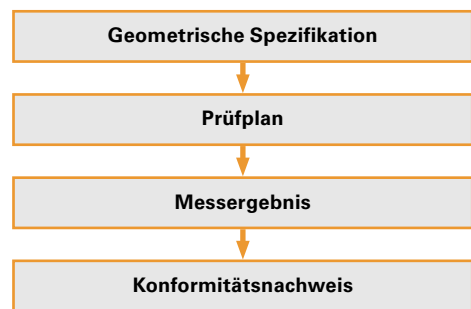 Geometrische Spezifikation
Prüfplan
Messergebnis
Konformitätsnachweis